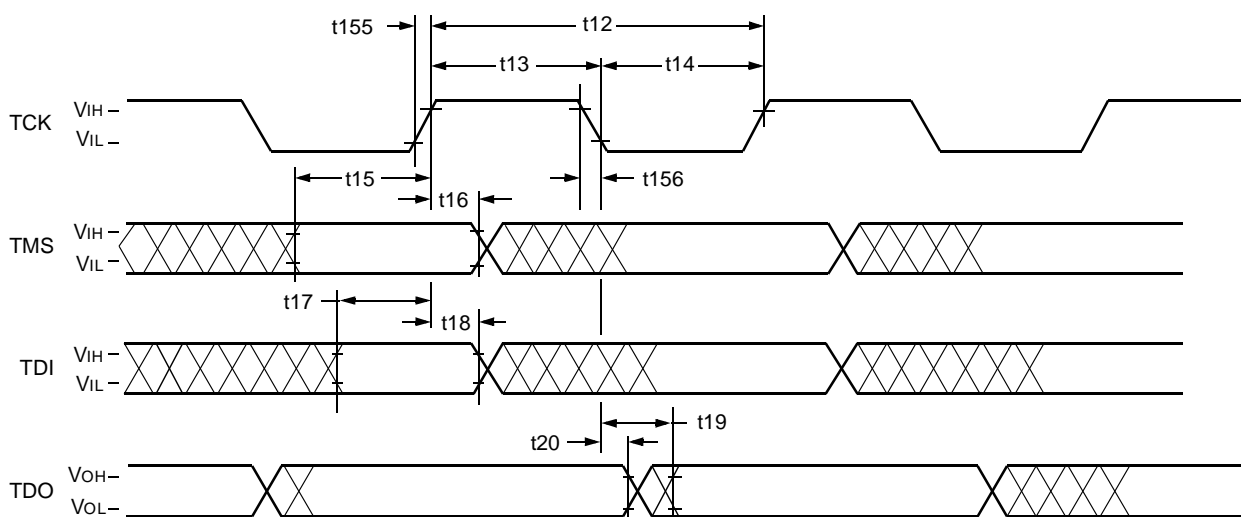 t155
t12
t13
t14
TCK
VIH
VIL
t15
t16
t156
TMS
VIH
VIL
t17
t18
TDI
VIH
VIL
t19
t20
TDO
VOH
VOL